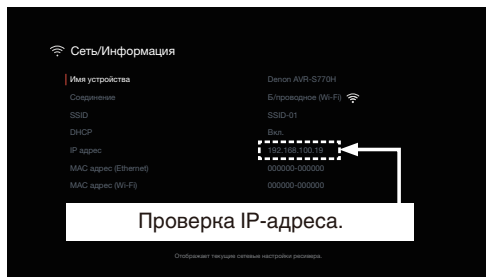 Сеть/Информация
Имя устройства Denon AVR-S770H
Соединение Б/проводное (Wi-Fi)
SSID SSID-01
DHCP Вкл.
IP адрес 192.168.100.19
MAC адрес (Ethernet) 000000-000000
MAC адрес (Wi-Fi) 000000-000000
Проверка IP-адреса.
Отображает текущие сетевые настройки ресивера.